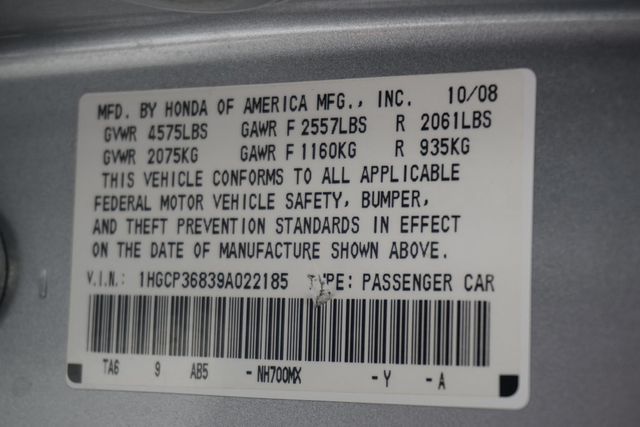 MFD. BY HONDA OF AMERICA MFG., INC. 10/08
GVWR 4575LBS GAWR F 2557LBS R 2061LBS
GVWR 2075KG GAWR F 1160KG R 935KG
THIS VEHICLE CONFORMS TO ALL APPLICABLE
FEDERAL MOTOR VEHICLE SAFETY, BUMPER,
AND THEFT PREVENTION STANDARDS IN EFFECT
ON THE DATE OF MANUFACTURE SHOWN ABOVE.
V.I.N.: 1HGCP36839A022185 TYPE: PASSENGER CAR
TA6 9 AB5 - NH700MX - Y - A